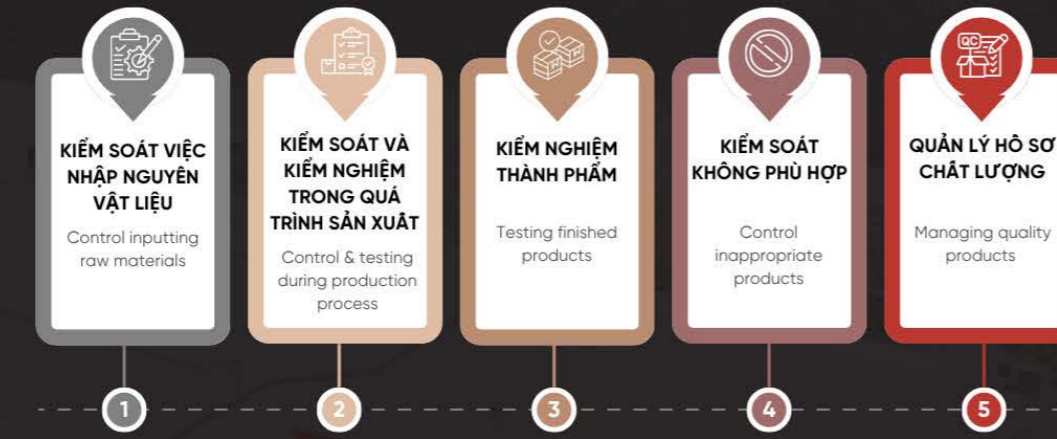 QC
KIỂM SOÁT VIỆC
NHẬP NGUYÊN
VẬT LIỆU
Control inputting
raw materials
1
KIỂM SOÁT VÀ
KIỂM NGHIỆM
TRONG QUÁ
TRÌNH SẢN XUẤT
Control & testing
during production
process
2
KIỂM NGHIỆM
THÀNH PHẨM
Testing finished
products
3
KIỂM SOÁT
KHÔNG PHÙ HỢP
Control
inappropriate
products
4
QUẢN LÝ HỒ SƠ
CHẤT LƯỢNG
Managing quality
products
5